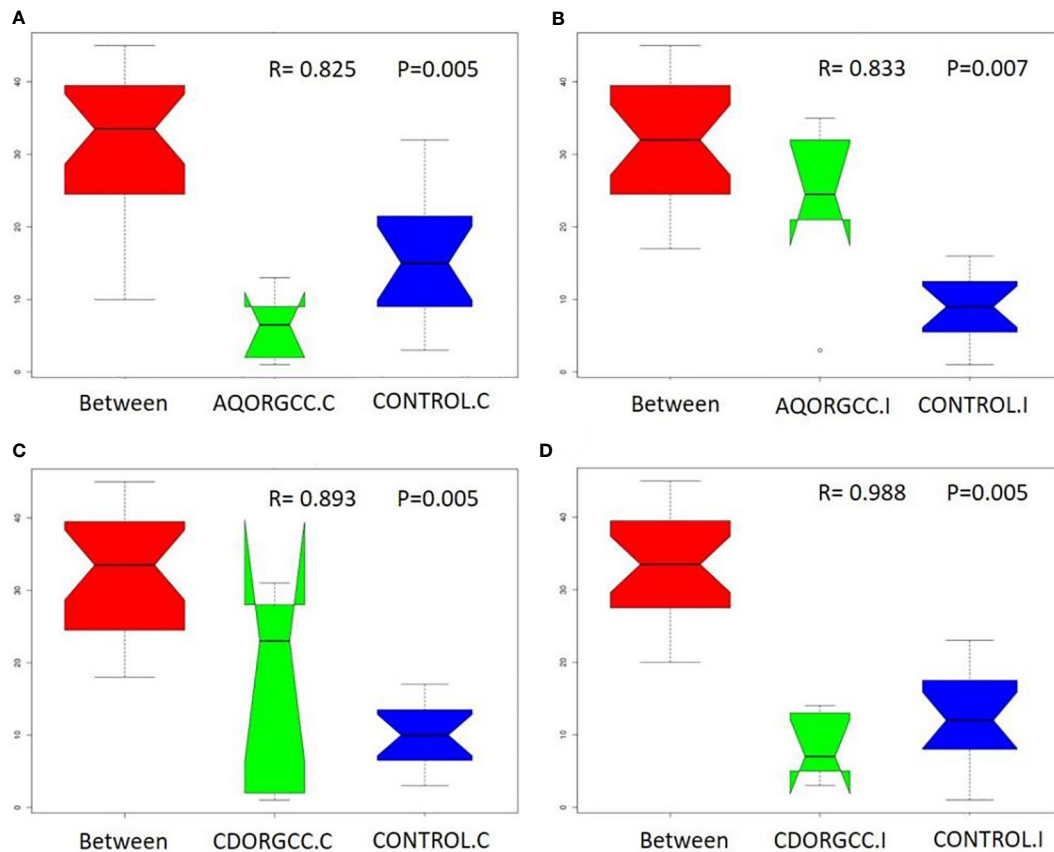 A
R= 0.825 P=0.005
40
30
20
10
0
Between AQORGCC.C CONTROL.C
B
R= 0.833 P=0.007
40
30
20
10
0
Between AQORGCC.I CONTROL.I
C
R= 0.893 P=0.005
40
30
20
10
0
Between CDORGCC.C CONTROL.C
D
R= 0.988 P=0.005
40
30
20
10
0
Between CDORGCC.I CONTROL.I